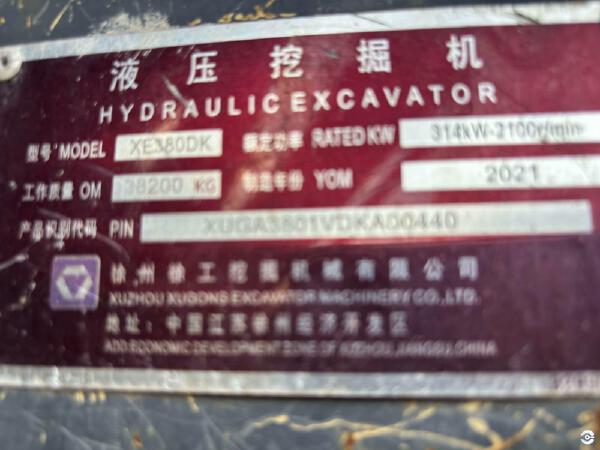 液压挖掘机
HYDRAULIC EXCAVATOR
型号 MODEL XE380DK 额定功率 RATED KW 314kW-2100r/min
工作质量 OM 38200 KG 制造年份 YOM 2021
产品识别代码 PIN XUGA3801VDKA00440
徐州徐工挖掘机械有限公司
XUZHOU XUGONG EXCAVATOR MACHINERY CO., LTD.
地址：中国江苏徐州经济开发区
ADD ECONOMIC DEVELOPMENT ZONE OF XUZHOU, JIANGSU, CHINA